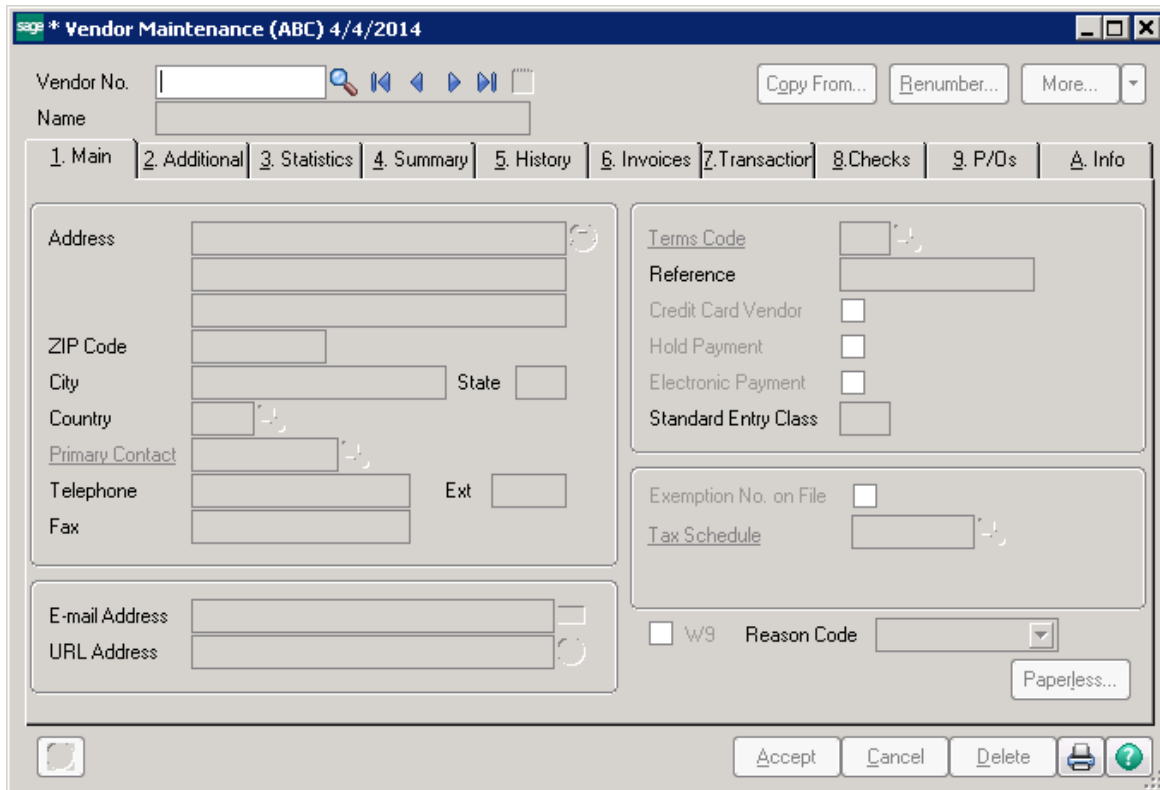 sage * Vendor Maintenance (ABC) 4/4/2014
Vendor No. Copy From... Renumber... More...
Name
1. Main 2. Additional 3. Statistics 4. Summary 5. History 6. Invoices 7.Transaction 8.Checks 9. P/Os A. Info
Address Terms Code
Reference
Credit Card Vendor
ZIP Code Hold Payment
City State Electronic Payment
Country Standard Entry Class
Primary Contact
Telephone Ext Exemption No. on File
Fax Tax Schedule
E-mail Address
URL Address W9 Reason Code
Paperless...
Accept Cancel Delete ?